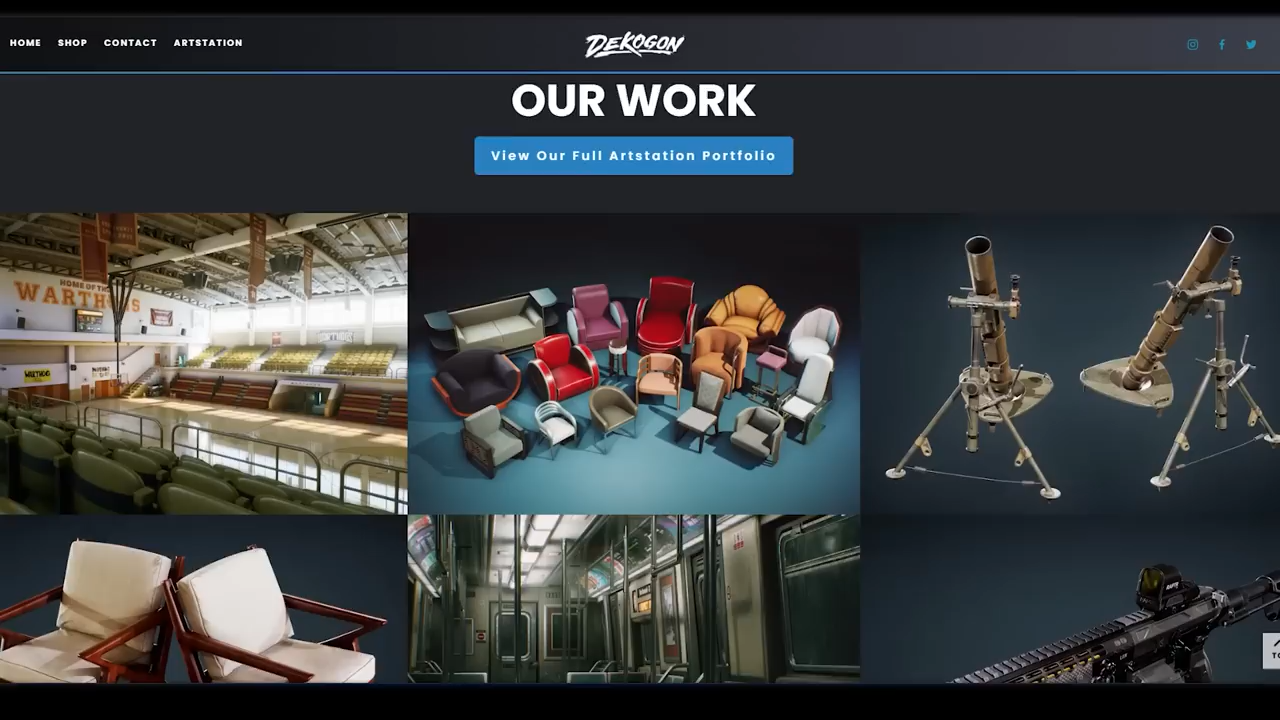 HOME SHOP CONTACT ARTSTATION
DEKOGON
OUR WORK
View Our Full Artstation Portfolio
HOME OF THE
WARTHOGS